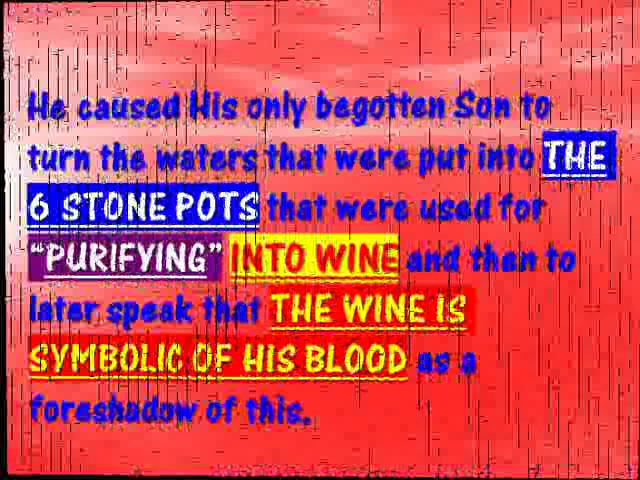 He caused His only begotten Son to
turn the waters that were put into THE
6 STONE POTS that were used for
“PURIFYING” INTO WINE and then to
later speak that THE WINE IS
SYMBOLIC OF HIS BLOOD as a
foreshadow of this.